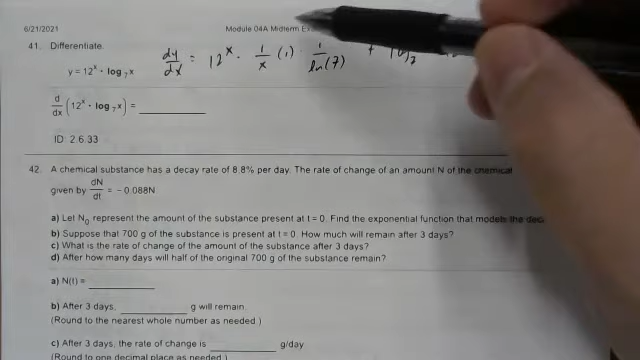 6/21/2021
Module 04A Midterm
41. Differentiate.
dy/dx = 12^x · 1/x (1) · 1/ln(7) + log_7
y = 12^x · log_7 x
d/dx (12^x · log_7 x) = ________
ID: 2.6.33
42. A chemical substance has a decay rate of 8.8% per day. The rate of change of an amount N of the chemical
given by dN/dt = − 0.088N
a) Let N_0 represent the amount of the substance present at t = 0. Find the exponential function that models the
b) Suppose that 700 g of the substance is present at t = 0. How much will remain after 3 days?
c) What is the rate of change of the amount of the substance after 3 days?
d) After how many days will half of the original 700 g of the substance remain?
a) N(t) = ________
b) After 3 days, ________ g will remain.
(Round to the nearest whole number as needed.)
c) After 3 days, the rate of change is ________ g/day
(Round to one decimal place as needed.)